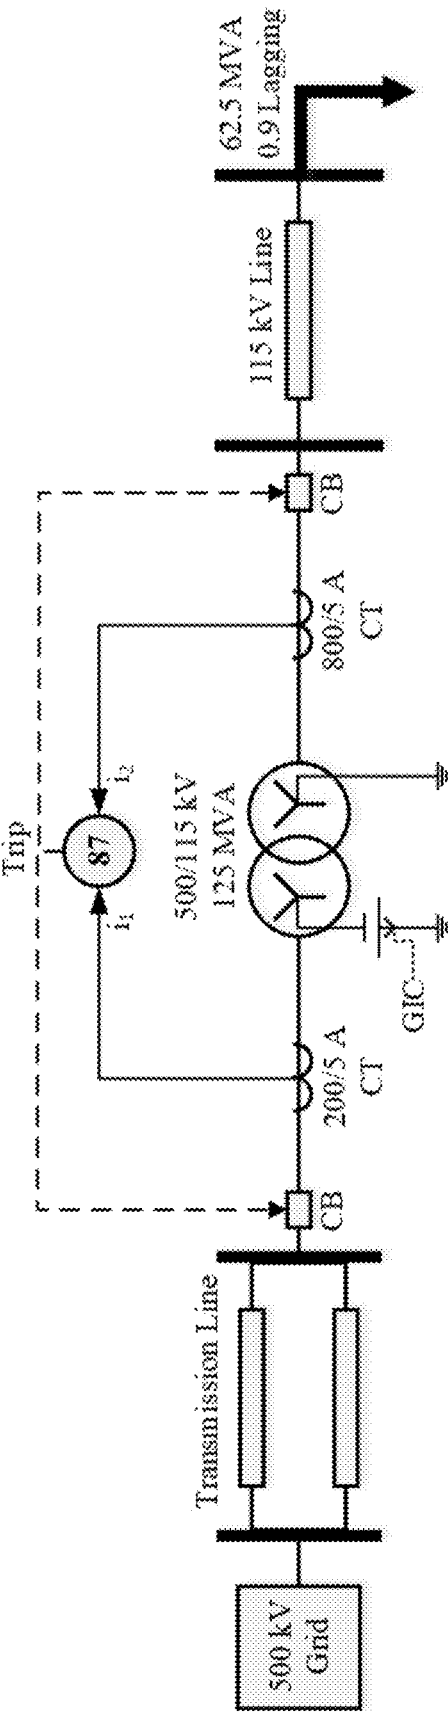 500 kV
Grid
Transmission Line
CB
200/5 A
CT
GIC
i₁
Trip
87
i₂
500/115 kV
125 MVA
800/5 A
CT
CB
115 kV Line
62.5 MVA
0.9 Lagging